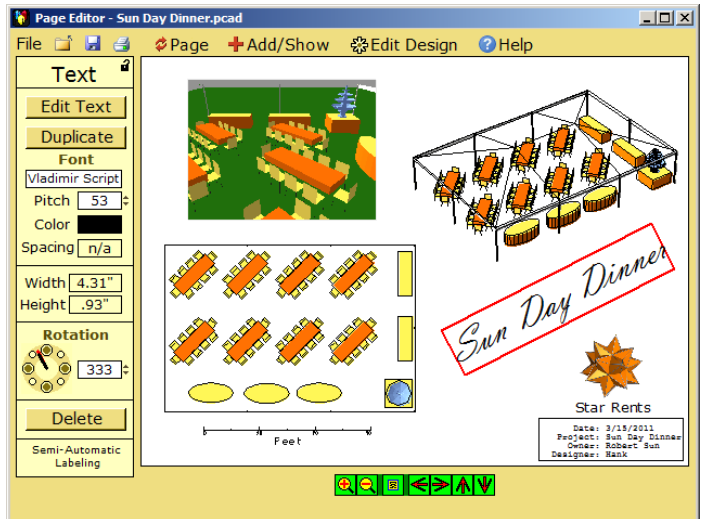 Page Editor - Sun Day Dinner.pcad
File Page Add/Show Edit Design Help
Text
Edit Text
Duplicate
Font
Vladimir Script
Pitch 53
Color
Spacing n/a
Width 4.31"
Height .93"
Rotation
333
Delete
Semi-Automatic
Labeling
Sun Day Dinner
Feet
Star Rents
Date: 3/15/2011
Project: Sun Day Dinner
Owner: Robert Sun
Designer: Hank